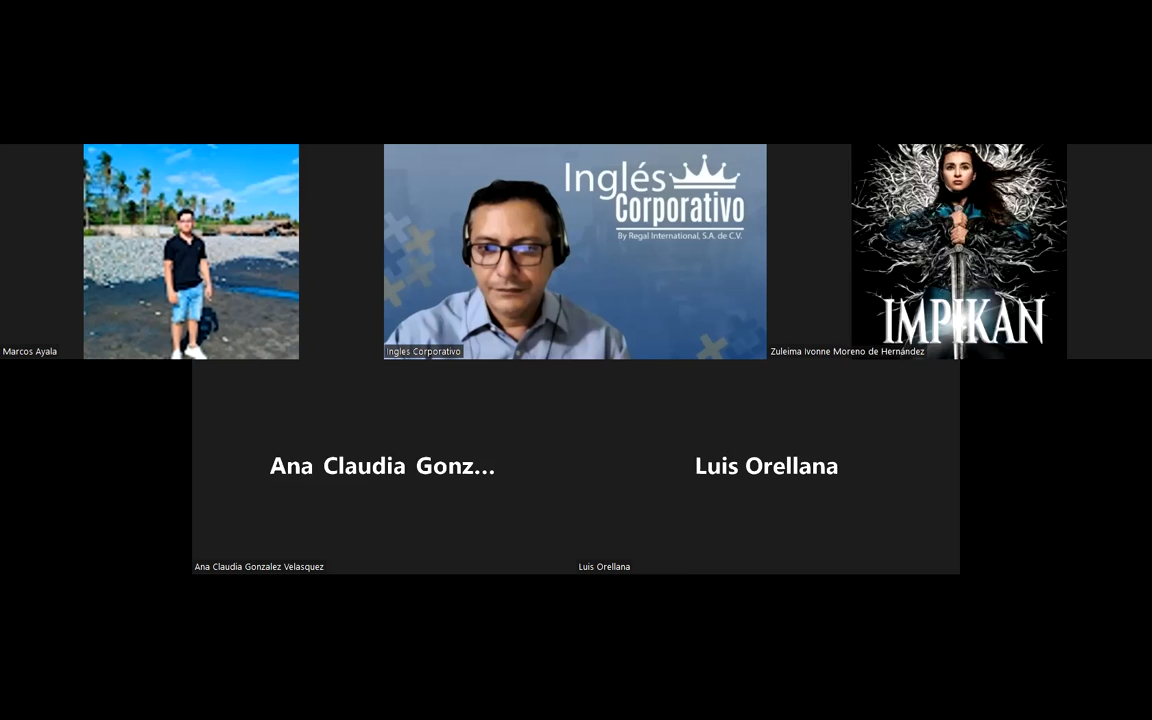 Inglés
Corporativo
By Regal International, S.A. de C.V.
IMPIKAN
Marcos Ayala
Ingles Corporativo
Zuleima Ivonne Moreno de Hernández
Ana Claudia Gonz...
Luis Orellana
Ana Claudia Gonzalez Velasquez
Luis Orellana